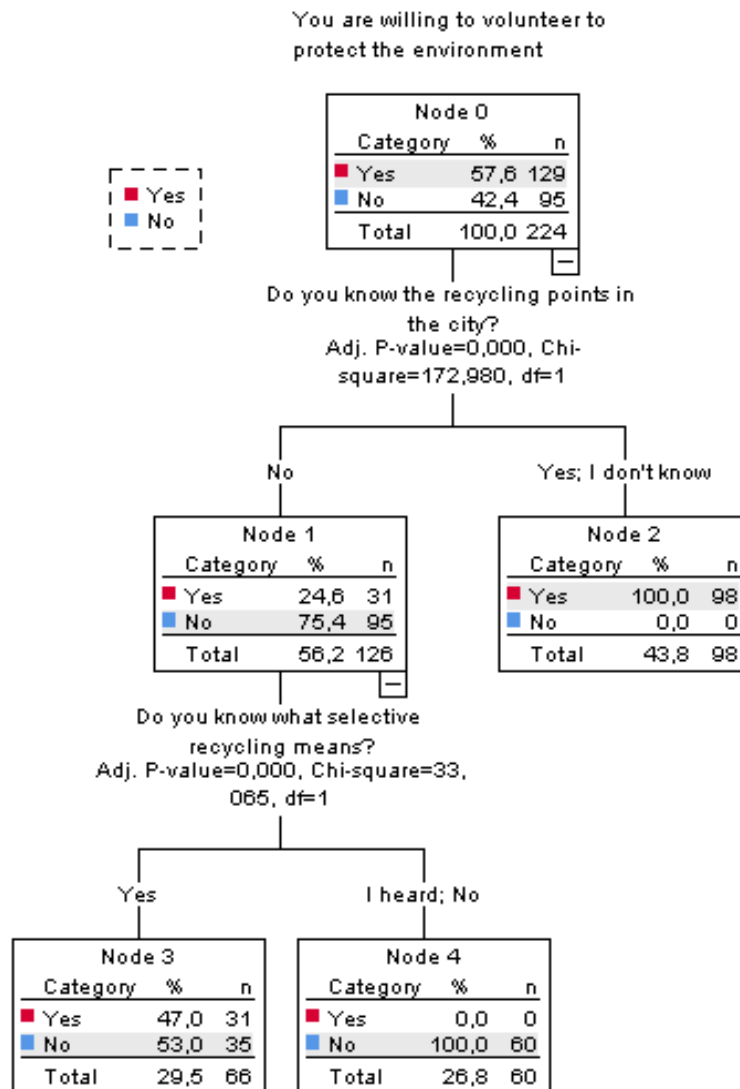 You are willing to volunteer to
protect the environment
Node 0
Category % n
Yes 57,6 129
No 42,4 95
Total 100,0 224
Yes
No
Do you know the recycling points in
the city?
Adj. P-value=0,000, Chi-
square=172,980, df=1
No
Yes; I don't know
Node 1
Category % n
Yes 24,6 31
No 75,4 95
Total 56,2 126
Node 2
Category % n
Yes 100,0 98
No 0,0 0
Total 43,8 98
Do you know what selective
recycling means?
Adj. P-value=0,000, Chi-square=33,
065, df=1
Yes
I heard; No
Node 3
Category % n
Yes 47,0 31
No 53,0 35
Total 29,5 66
Node 4
Category % n
Yes 0,0 0
No 100,0 60
Total 26,8 60